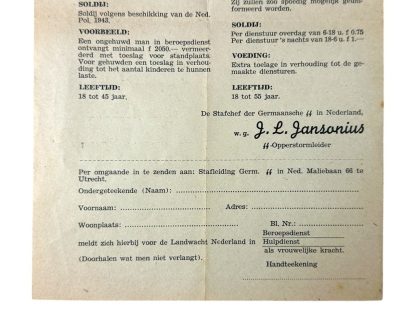 SOLDIJ:
Soldij volgens beschikking van de Ned.
Pol. 1943.
VOORBEELD:
Een ongehuwd man in beroepsdienst
ontvangt minimaal f 2050.— vermeer-
derd met toeslag voor standplaats.
Voor gehuwden een toeslag in verhou-
ding tot het aantal kinderen te hunnen
laste.
LEEFTIJD:
18 tot 45 jaar.
Zij zullen zoo spoedig mogelijk geuni-
formeerd worden.
SOLDIJ:
Per dienstuur overdag van 6-18 u. f 0.75
Per dienstuur 's nachts van 18-6 u. f 1.—
VOEDING:
Extra toelage in verhouding tot de ge-
maakte diensturen.
LEEFTIJD:
18 tot 55 jaar.
De Stafchef der Germaansche ᛋᛋ in Nederland,
w. g. J. L. Jansonius
ᛋᛋ-Opperstormleider
Per omgaande in te zenden aan: Stafleiding Germ. ᛋᛋ in Ned. Maliebaan 66 te
Utrecht.
Ondergeteekende (Naam):
Voornaam: Adres:
Woonplaats: Bl. Nr.:
meldt zich hierbij voor de Landwacht Nederland in
Beroepsdienst
Hulpdienst
als vrouwelijke kracht.
(Doorhalen wat men niet verlangt).
Handteekening